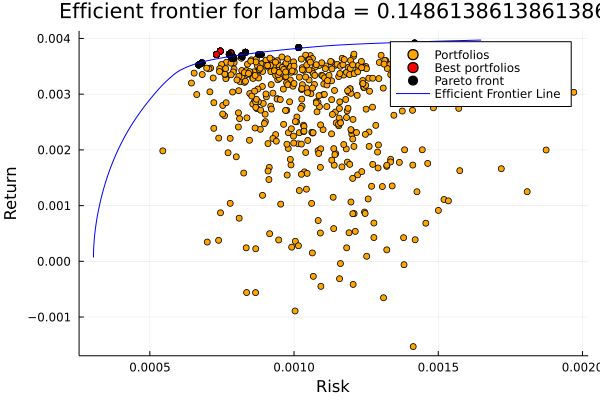 Efficient frontier for lambda = 0.1486138613861386
0.004
0.003
0.002
0.001
0.000
−0.001
Return
Portfolios
Best portfolios
Pareto front
Efficient Frontier Line
0.0005
0.0010
0.0015
0.0020
Risk